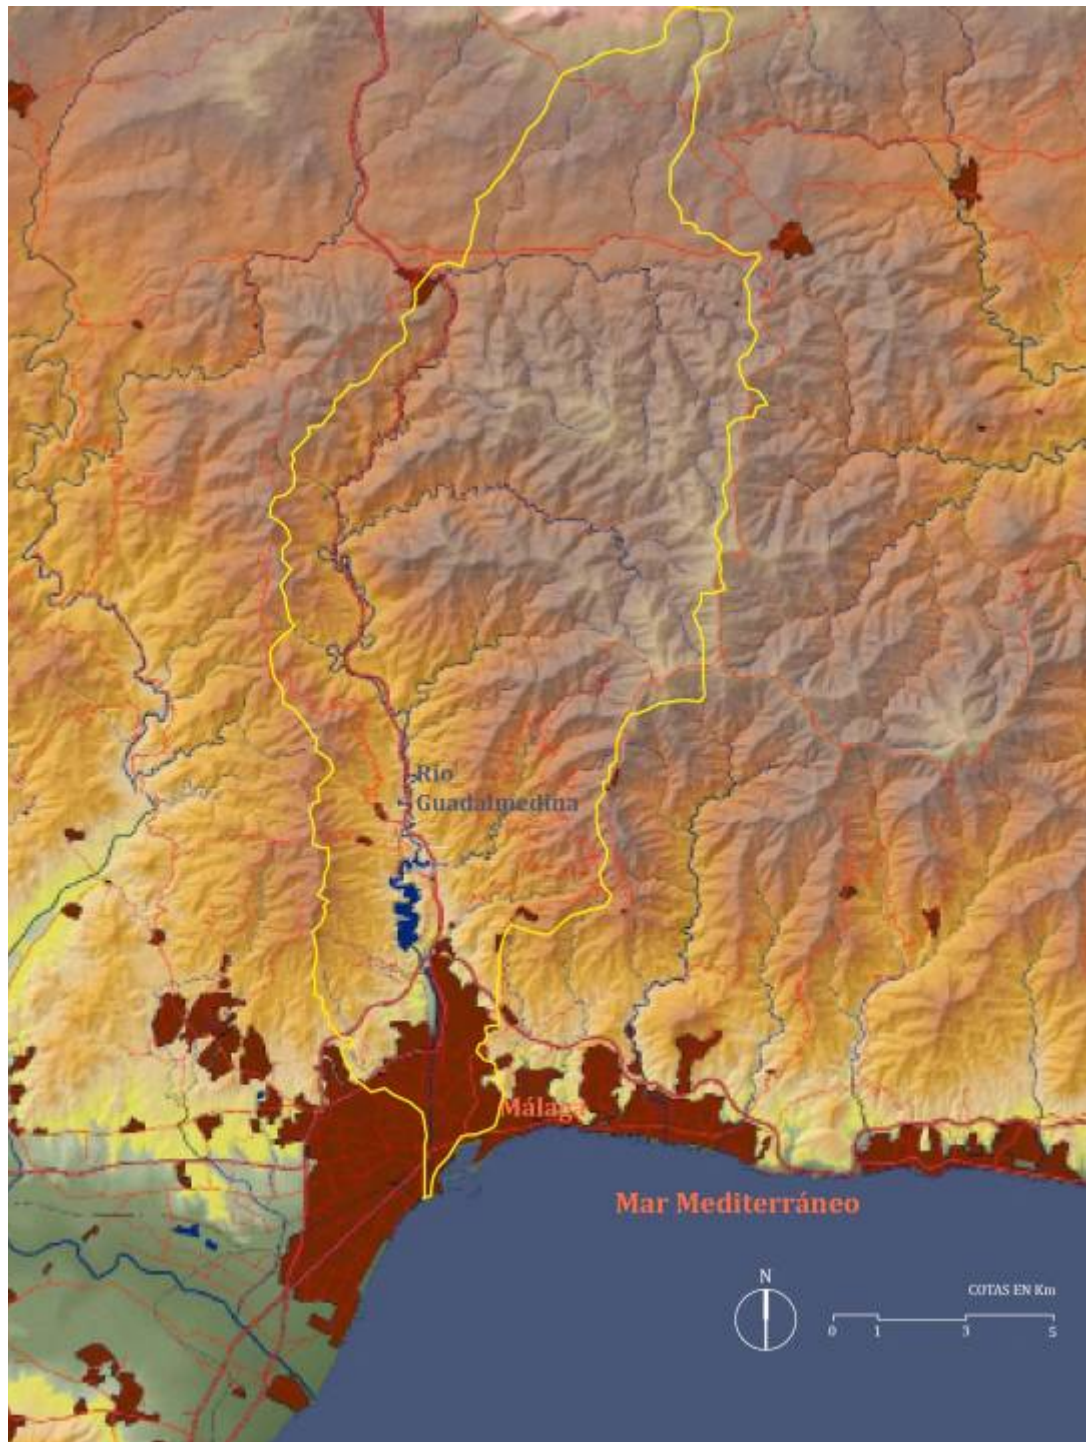 Río
Guadalmedina
Málaga
Mar Mediterráneo
N
COTAS EN Km
0 1 3 5